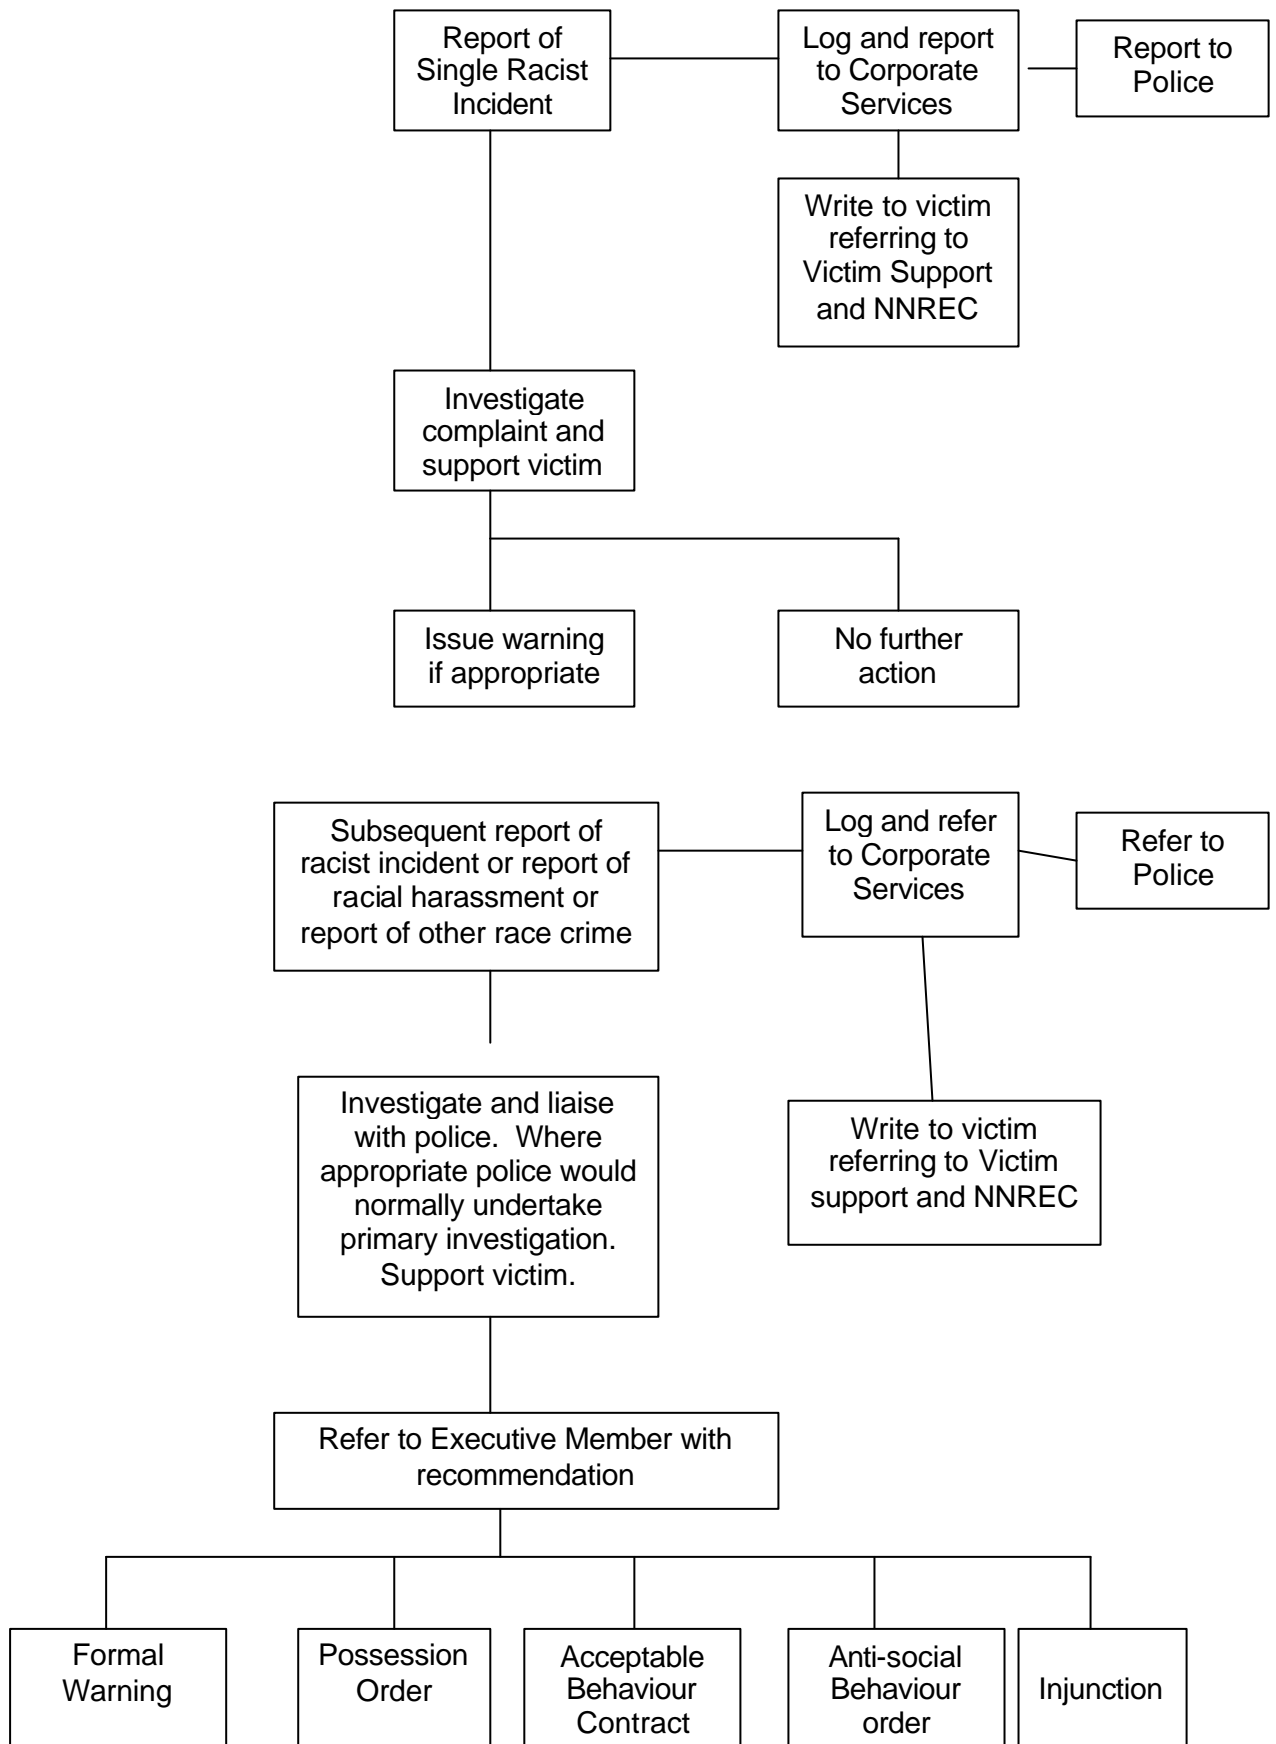 Report of
Single Racist
Incident
Log and report
to Corporate
Services
Report to
Police
Write to victim
referring to
Victim Support
and NNREC
Investigate
complaint and
support victim
Issue warning
if appropriate
No further
action
Subsequent report of
racist incident or report of
racial harassment or
report of other race crime
Log and refer
to Corporate
Services
Refer to
Police
Investigate and liaise
with police.  Where
appropriate police would
normally undertake
primary investigation.
Support victim.
Write to victim
referring to Victim
support and NNREC
Refer to Executive Member with
recommendation
Formal
Warning
Possession
Order
Acceptable
Behaviour
Contract
Anti-social
Behaviour
order
Injunction